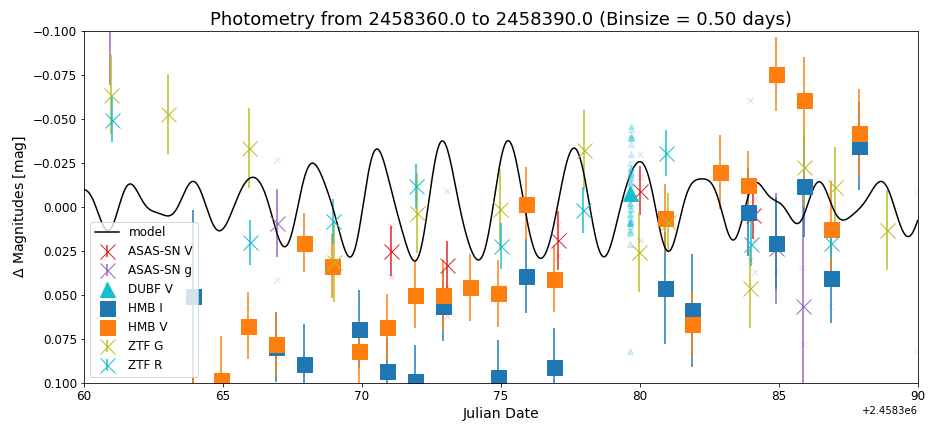 Photometry from 2458360.0 to 2458390.0 (Binsize = 0.50 days)
−0.100
−0.075
−0.050
−0.025
0.000
0.025
0.050
0.075
0.100
Δ Magnitudes [mag]
model
ASAS-SN V
ASAS-SN g
DUBF V
HMB I
HMB V
ZTF G
ZTF R
60 65 70 75 80 85 90
+2.4583e6
Julian Date